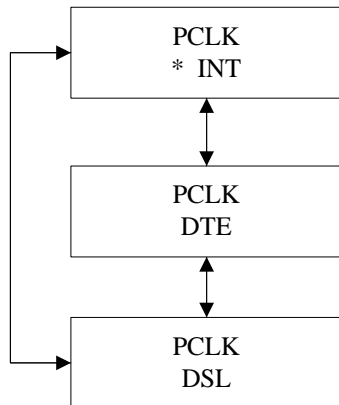 PCLK
* INT
PCLK
DTE
PCLK
DSL